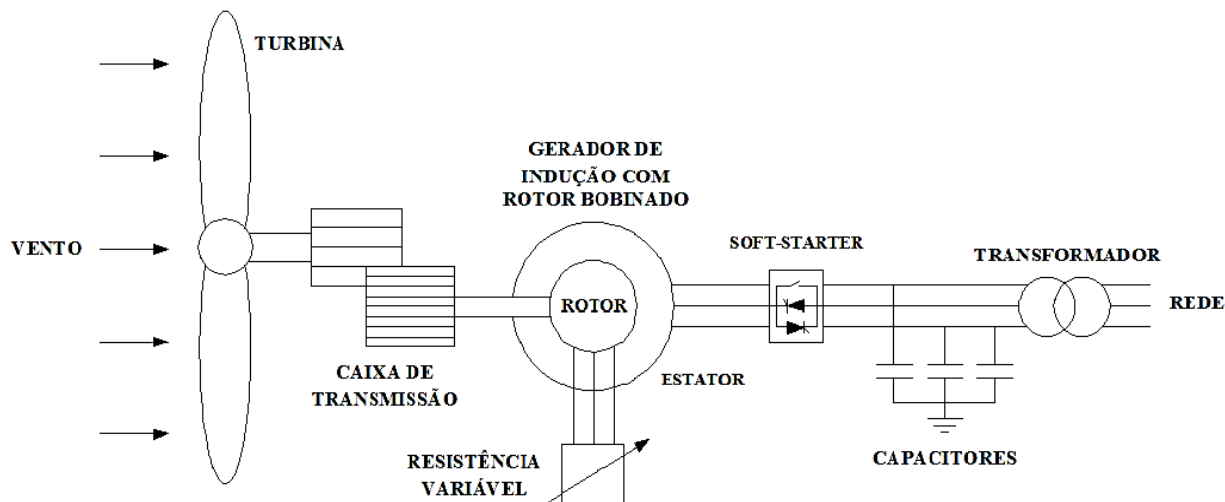 TURBINA
VENTO
CAIXA DE
TRANSMISSÃO
GERADOR DE
INDUÇÃO COM
ROTOR BOBINADO
ROTOR
ESTATOR
RESISTÊNCIA
VARIÁVEL
SOFT-STARTER
TRANSFORMADOR
REDE
CAPACITORES